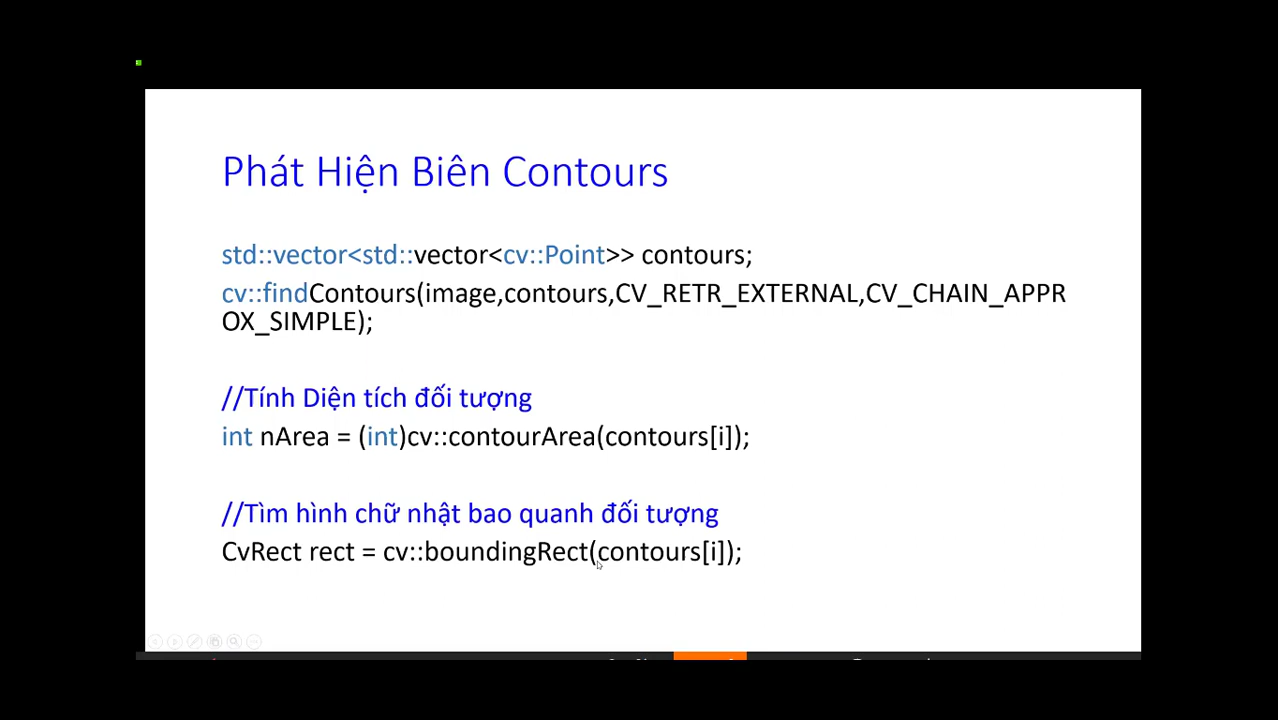 Phát Hiện Biên Contours
std::vector<std::vector<cv::Point>> contours;
cv::findContours(image,contours,CV_RETR_EXTERNAL,CV_CHAIN_APPR
OX_SIMPLE);
//Tính Diện tích đối tượng
int nArea = (int)cv::contourArea(contours[i]);
//Tìm hình chữ nhật bao quanh đối tượng
CvRect rect = cv::boundingRect(contours[i]);